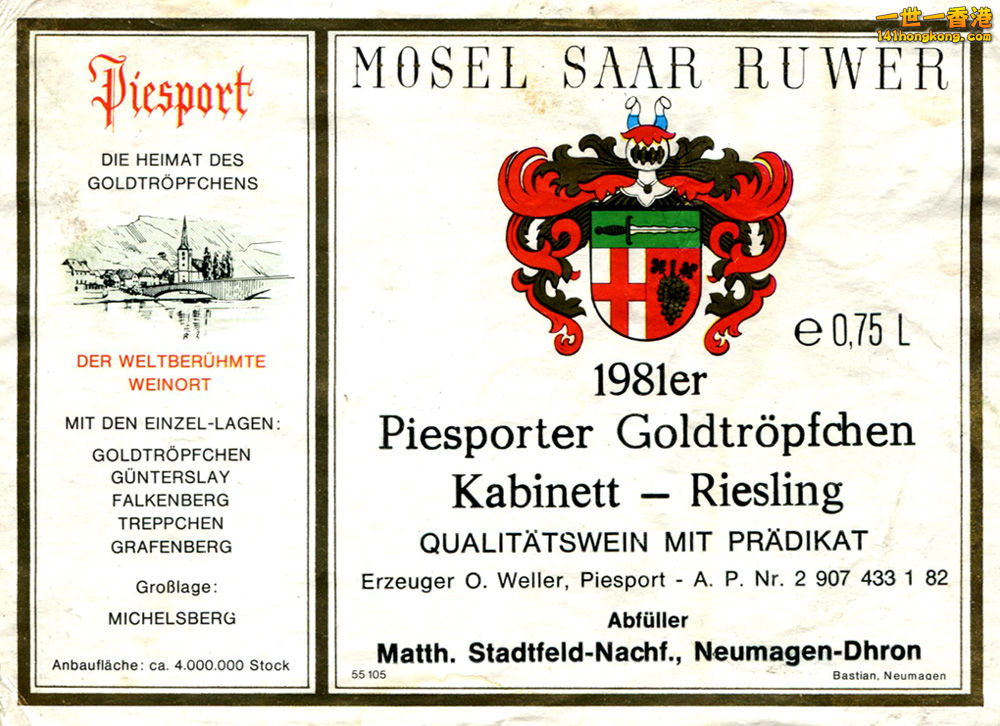 一世一香港
141hongkong.com
Piesport
DIE HEIMAT DES
GOLDTRÖPFCHENS
DER WELTBERÜHMTE
WEINORT
MIT DEN EINZEL-LAGEN:
GOLDTRÖPFCHEN
GÜNTERSLAY
FALKENBERG
TREPPCHEN
GRAFENBERG
Großlage:
MICHELSBERG
Anbaufläche: ca. 4.000.000 Stock
MOSEL SAAR RUWER
e 0,75 L
1981er
Piesporter Goldtröpfchen
Kabinett – Riesling
QUALITÄTSWEIN MIT PRÄDIKAT
Erzeuger O. Weller, Piesport - A. P. Nr. 2 907 433 1 82
Abfüller
Matth. Stadtfeld-Nachf., Neumagen-Dhron
55105
Bastian, Neumagen